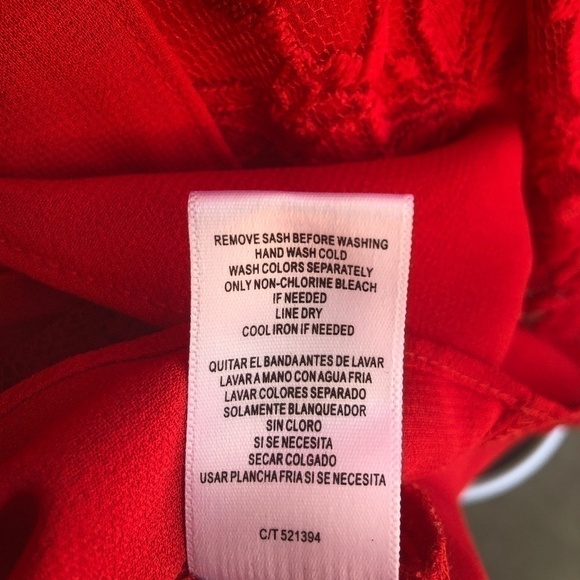 REMOVE SASH BEFORE WASHING
HAND WASH COLD
WASH COLORS SEPARATELY
ONLY NON-CHLORINE BLEACH
IF NEEDED
LINE DRY
COOL IRON IF NEEDED
QUITAR EL BANDA ANTES DE LAVAR
LAVAR A MANO CON AGUA FRIA
LAVAR COLORES SEPARADO
SOLAMENTE BLANQUEADOR
SIN CLORO
SI SE NECESITA
SECAR COLGADO
USAR PLANCHA FRIA SI SE NECESITA
C/T 521394